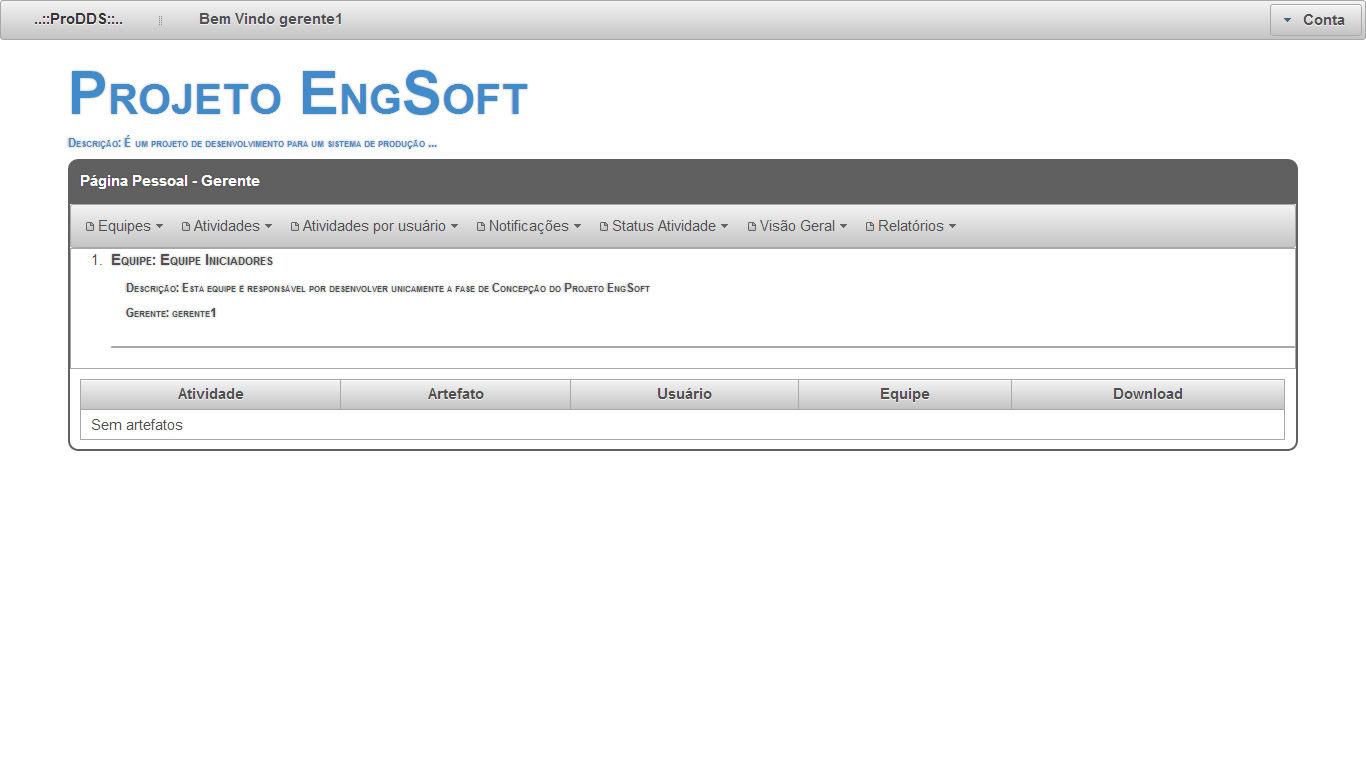 ..::ProDDS::.. Bem Vindo gerente1 Conta
Projeto EngSoft
Descrição: É um projeto de desenvolvimento para um sistema de produção ...
Página Pessoal - Gerente
Equipes Atividades Atividades por usuário Notificações Status Atividade Visão Geral Relatórios
1. Equipe: Equipe Iniciadores
Descrição: Esta equipe é responsável por desenvolver unicamente a fase de Concepção do Projeto EngSoft
Gerente: gerente1
Atividade Artefato Usuário Equipe Download
Sem artefatos